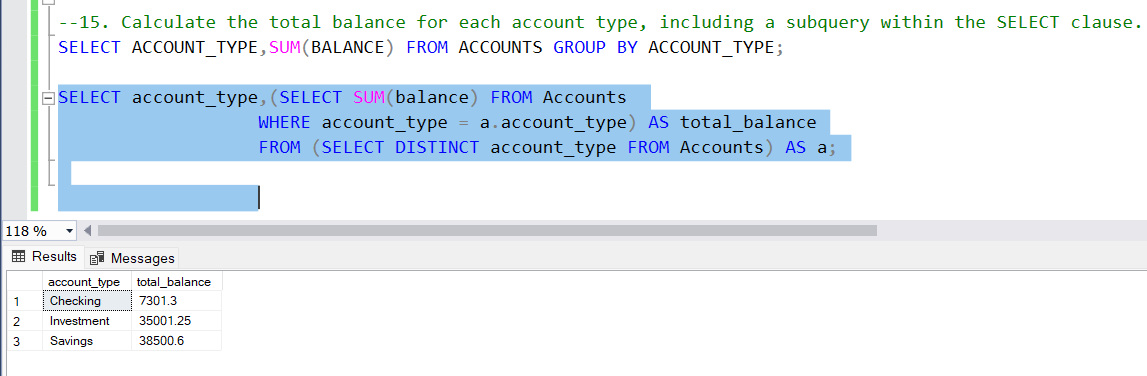 --15. Calculate the total balance for each account type, including a subquery within the SELECT clause.
SELECT ACCOUNT_TYPE,SUM(BALANCE) FROM ACCOUNTS GROUP BY ACCOUNT_TYPE;
SELECT account_type,(SELECT SUM(balance) FROM Accounts
WHERE account_type = a.account_type) AS total_balance
FROM (SELECT DISTINCT account_type FROM Accounts) AS a;
118 %
Results Messages
account_type total_balance
1 Checking 7301.3
2 Investment 35001.25
3 Savings 38500.6